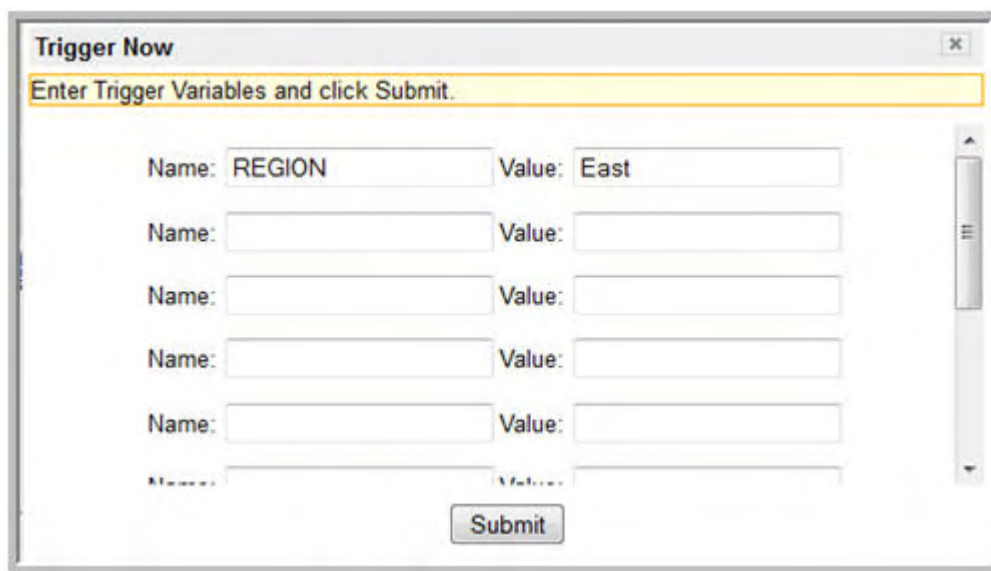 Trigger Now
Enter Trigger Variables and click Submit.
Name: REGION Value: East
Name: Value:
Name: Value:
Name: Value:
Name: Value:
Submit